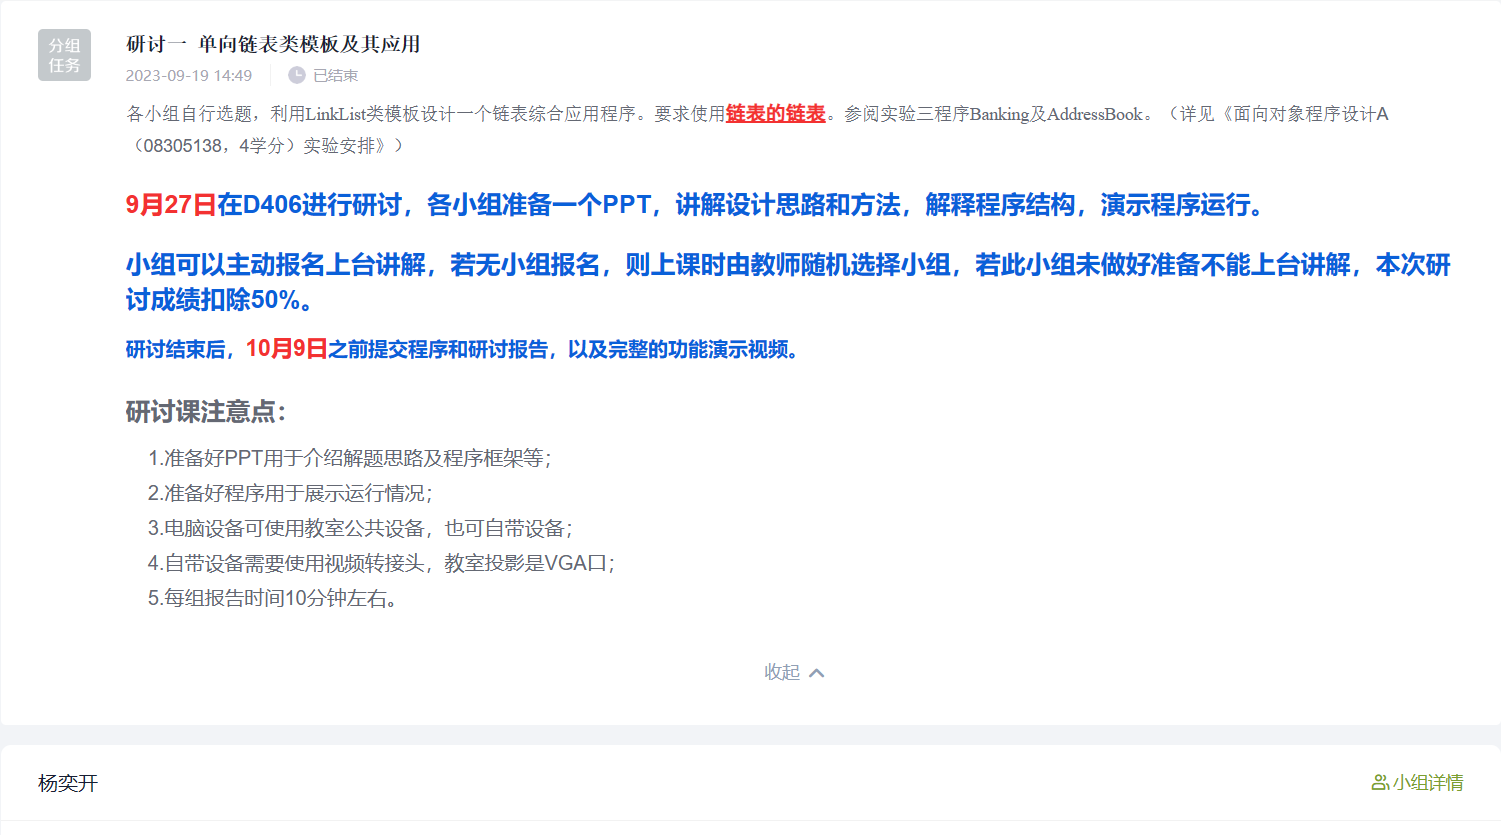 分组
任务
研讨一 单向链表类模板及其应用
2023-09-19 14:49 已结束
各小组自行选题，利用LinkList类模板设计一个链表综合应用程序。要求使用链表的链表。参阅实验三程序Banking及AddressBook。（详见《面向对象程序设计A
（08305138，4学分）实验安排》）
9月27日在D406进行研讨，各小组准备一个PPT，讲解设计思路和方法，解释程序结构，演示程序运行。
小组可以主动报名上台讲解，若无小组报名，则上课时由教师随机选择小组，若此小组未做好准备不能上台讲解，本次研
讨成绩扣除50%。
研讨结束后，10月9日之前提交程序和研讨报告，以及完整的功能演示视频。
研讨课注意点：
1.准备好PPT用于介绍解题思路及程序框架等；
2.准备好程序用于展示运行情况；
3.电脑设备可使用教室公共设备，也可自带设备；
4.自带设备需要使用视频转接头，教室投影是VGA口；
5.每组报告时间10分钟左右。
收起
杨奕开 小组详情